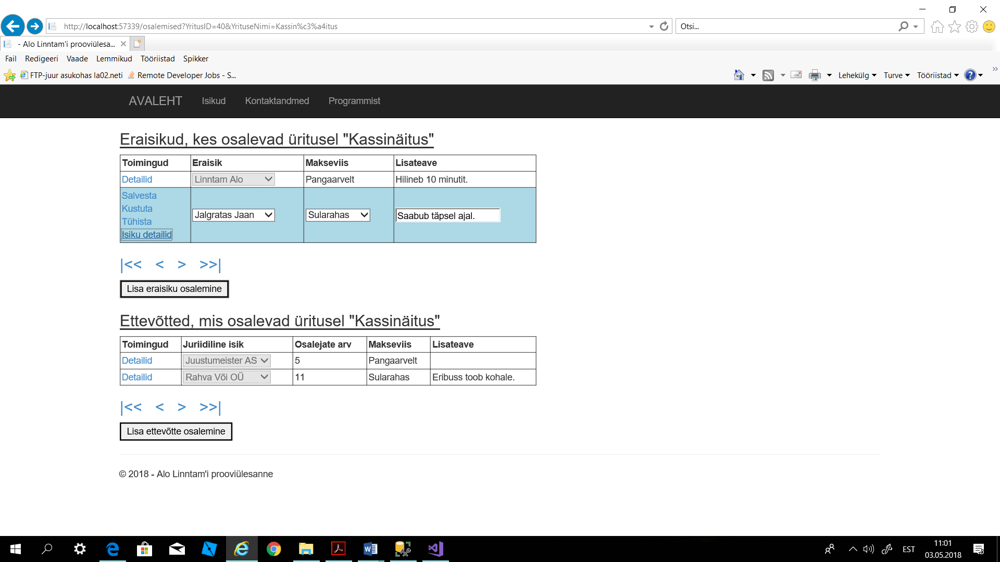 http://localhost:57339/osalemised?YritusID=40&YrituseNimi=Kassin%c3%a4itus
Otsi...
- Alo Linntam'i prooviülesa...
Fail Redigeeri Vaade Lemmikud Tööriistad Spikker
FTP-juur asukohas la02.neti Remote Developer Jobs - S...
Lehekülg Turve Tööriistad
AVALEHT Isikud Kontaktandmed Programmist
Eraisikud, kes osalevad üritusel "Kassinäitus"
Toimingud Eraisik Makseviis Lisateave
Detailid Linntam Alo Pangaarvelt Hilineb 10 minutit.
Salvesta
Kustuta
Tühista
Isiku detailid
Jalgratas Jaan Sularahas Saabub täpsel ajal.
|<< < > >>|
Lisa eraisiku osalemine
Ettevõtted, mis osalevad üritusel "Kassinäitus"
Toimingud Juriidiline isik Osalejate arv Makseviis Lisateave
Detailid Juustumeister AS 5 Pangaarvelt
Detailid Rahva Või OÜ 11 Sularahas Eribuss toob kohale.
|<< < > >>|
Lisa ettevõtte osalemine
© 2018 - Alo Linntam'i prooviülesanne
EST
11:01
03.05.2018